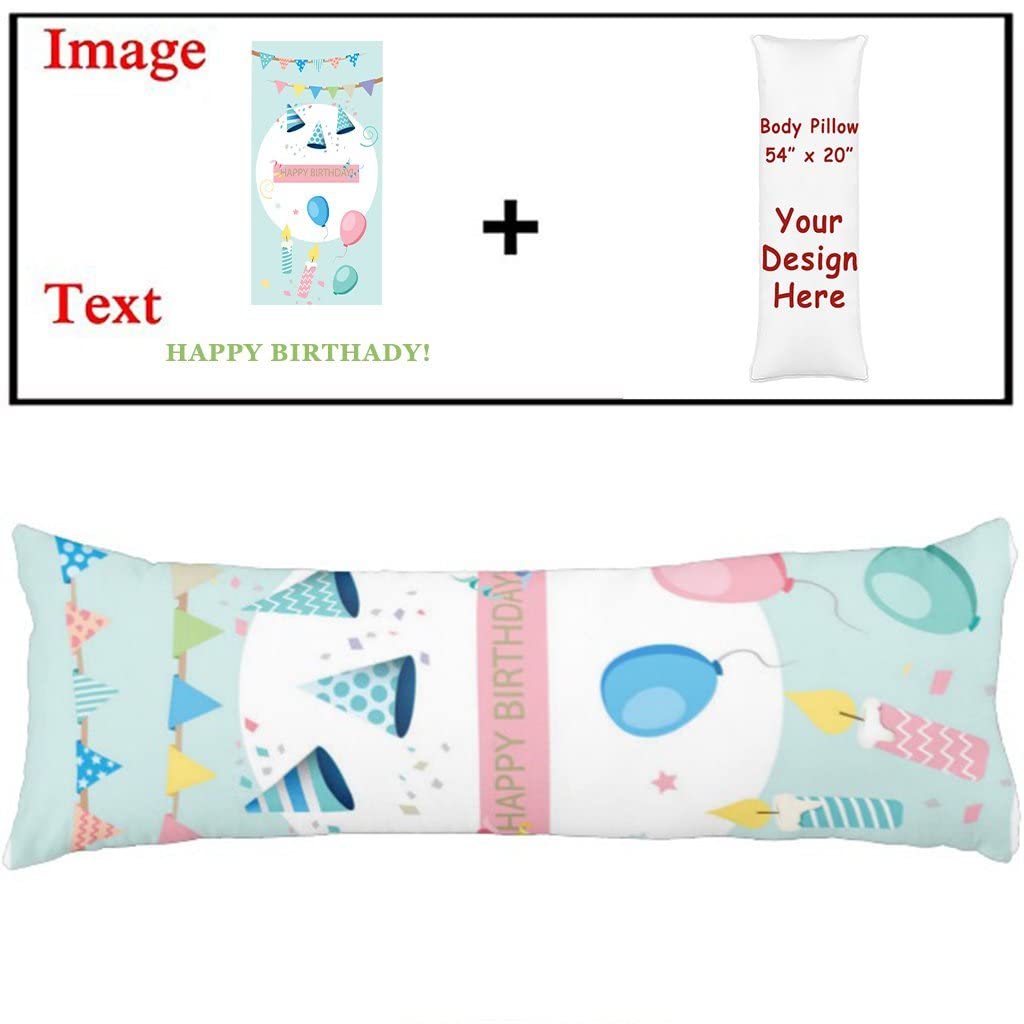 Image
HAPPY BIRTHDAY!
Text
HAPPY BIRTHADY!
+
Body Pillow
54" x 20"
Your
Design
Here
HAPPY BIRTHDAY